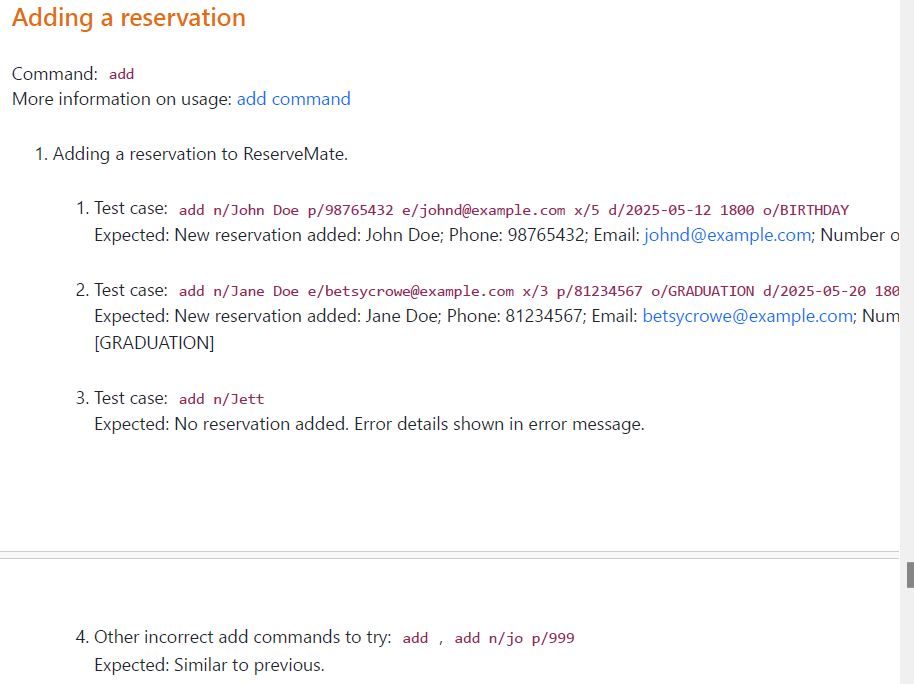 Adding a reservation
Command: add
More information on usage: add command
1. Adding a reservation to ReserveMate.
1. Test case: add n/John Doe p/98765432 e/johnd@example.com x/5 d/2025-05-12 1800 o/BIRTHDAY
Expected: New reservation added: John Doe; Phone: 98765432; Email: johnd@example.com; Number o
2. Test case: add n/Jane Doe e/betsycrowe@example.com x/3 p/81234567 o/GRADUATION d/2025-05-20 180
Expected: New reservation added: Jane Doe; Phone: 81234567; Email: betsycrowe@example.com; Num
[GRADUATION]
3. Test case: add n/Jett
Expected: No reservation added. Error details shown in error message.
4. Other incorrect add commands to try: add , add n/jo p/999
Expected: Similar to previous.